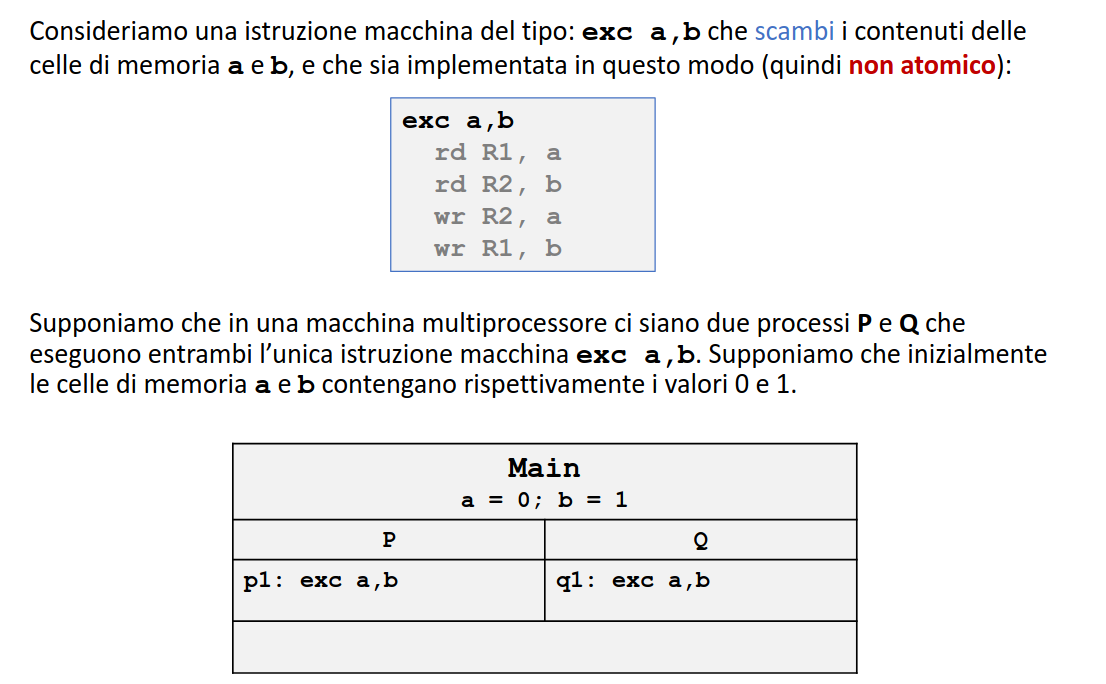 Consideriamo una istruzione macchina del tipo: exc a,b che scambi i contenuti delle
celle di memoria a e b, e che sia implementata in questo modo (quindi non atomico):
exc a,b
rd R1, a
rd R2, b
wr R2, a
wr R1, b
Supponiamo che in una macchina multiprocessore ci siano due processi P e Q che
eseguono entrambi l’unica istruzione macchina exc a,b. Supponiamo che inizialmente
le celle di memoria a e b contengano rispettivamente i valori 0 e 1.
Main
a = 0; b = 1
P
Q
p1: exc a,b
q1: exc a,b